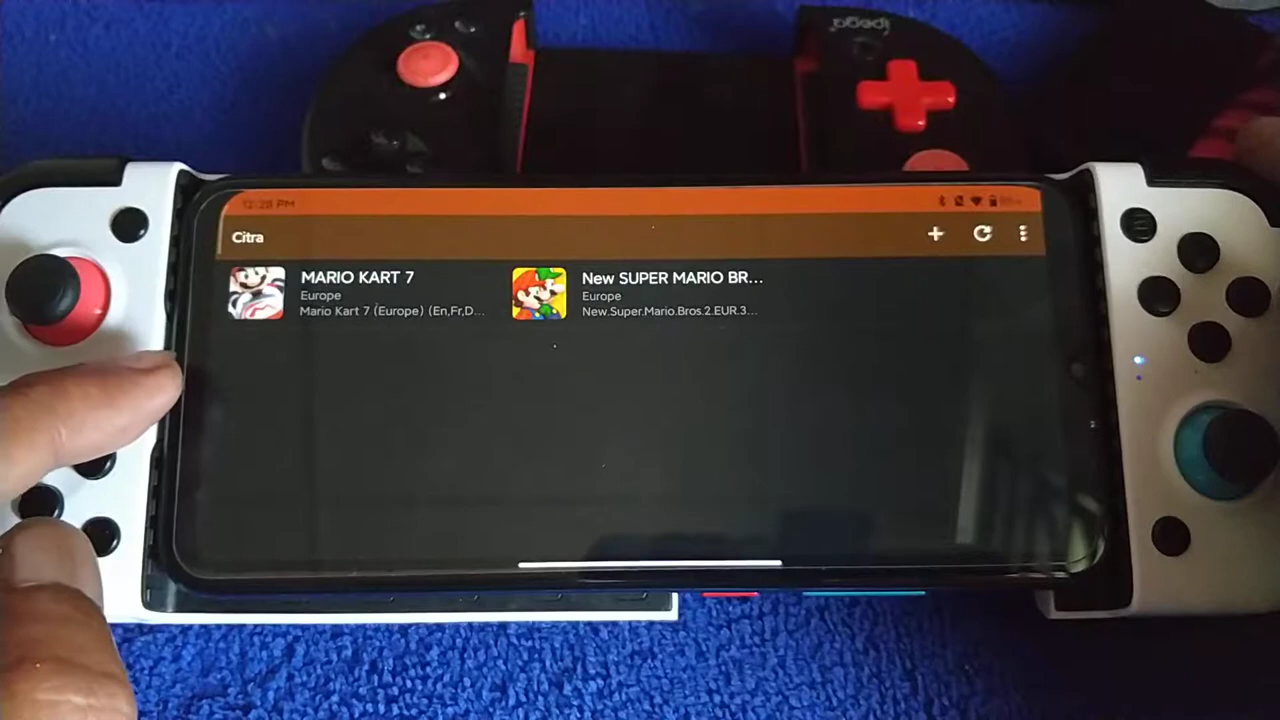 ipega
12:29 PM
Citra
MARIO KART 7
Europe
Mario Kart 7 (Europe) (En,Fr,D...
New SUPER MARIO BR...
Europe
New.Super.Mario.Bros.2.EUR.3...